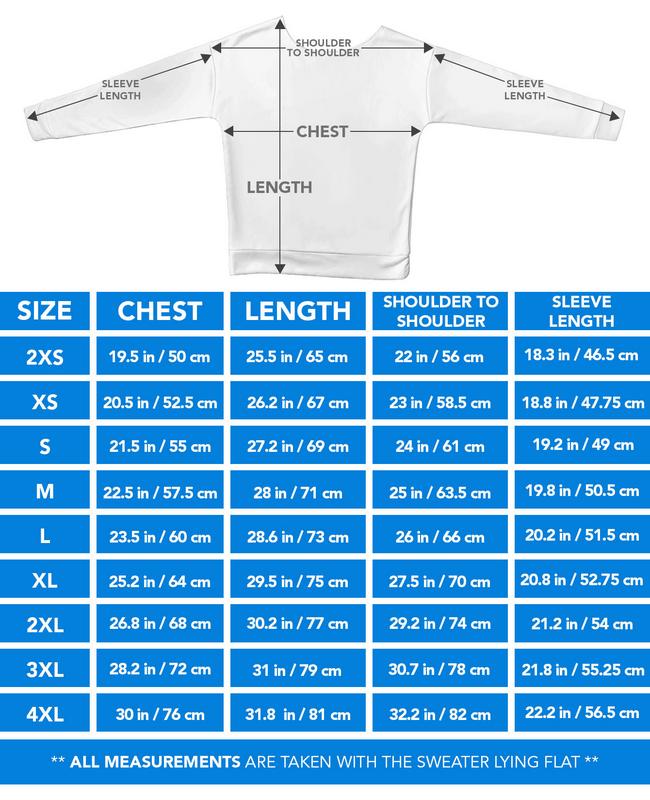 SHOULDER
TO SHOULDER
SLEEVE
LENGTH
SLEEVE
LENGTH
CHEST
LENGTH
SIZE CHEST LENGTH SHOULDER TO SHOULDER SLEEVE LENGTH
2XS 19.5 in / 50 cm 25.5 in / 65 cm 22 in / 56 cm 18.3 in / 46.5 cm
XS 20.5 in / 52.5 cm 26.2 in / 67 cm 23 in / 58.5 cm 18.8 in / 47.75 cm
S 21.5 in / 55 cm 27.2 in / 69 cm 24 in / 61 cm 19.2 in / 49 cm
M 22.5 in / 57.5 cm 28 in / 71 cm 25 in / 63.5 cm 19.8 in / 50.5 cm
L 23.5 in / 60 cm 28.6 in / 73 cm 26 in / 66 cm 20.2 in / 51.5 cm
XL 25.2 in / 64 cm 29.5 in / 75 cm 27.5 in / 70 cm 20.8 in / 52.75 cm
2XL 26.8 in / 68 cm 30.2 in / 77 cm 29.2 in / 74 cm 21.2 in / 54 cm
3XL 28.2 in / 72 cm 31 in / 79 cm 30.7 in / 78 cm 21.8 in / 55.25 cm
4XL 30 in / 76 cm 31.8 in / 81 cm 32.2 in / 82 cm 22.2 in / 56.5 cm
** ALL MEASUREMENTS ARE TAKEN WITH THE SWEATER LYING FLAT **